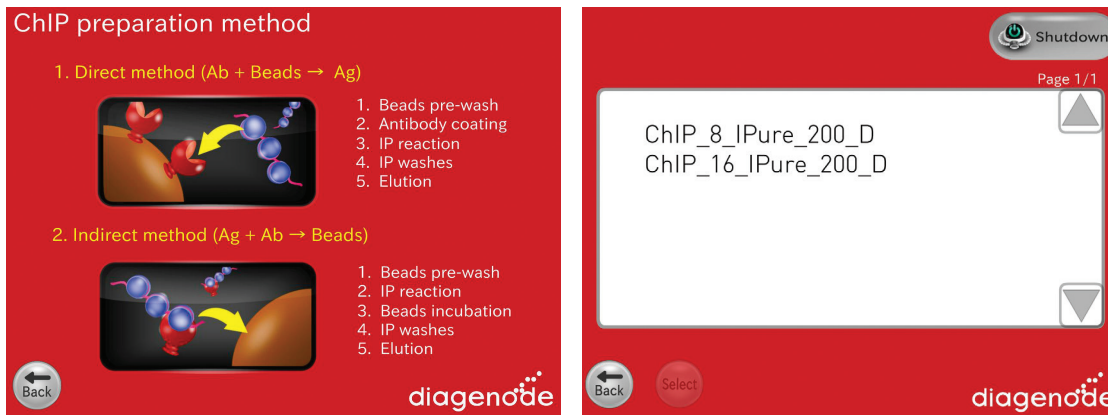 ChIP preparation method
1. Direct method (Ab + Beads → Ag)
1. Beads pre-wash
2. Antibody coating
3. IP reaction
4. IP washes
5. Elution
2. Indirect method (Ag + Ab → Beads)
1. Beads pre-wash
2. IP reaction
3. Beads incubation
4. IP washes
5. Elution
Back
diagenode
Shutdown
Page 1/1
ChIP_8_IPure_200_D
ChIP_16_IPure_200_D
Back
Select
diagenode